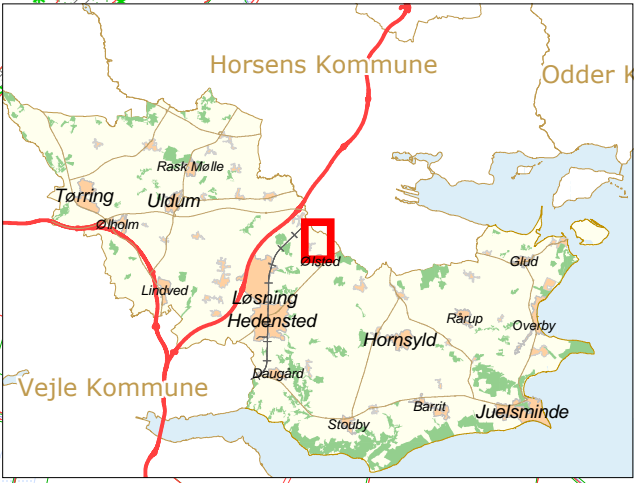 Horsens Kommune
Odder K
Rask Mølle
Tørring
Uldum
Ølholm
Ølsted
Glud
Lindved
Løsning
Hedensted
Rårup
Overby
Hornsyld
Daugård
Vejle Kommune
Barrit
Juelsminde
Stouby